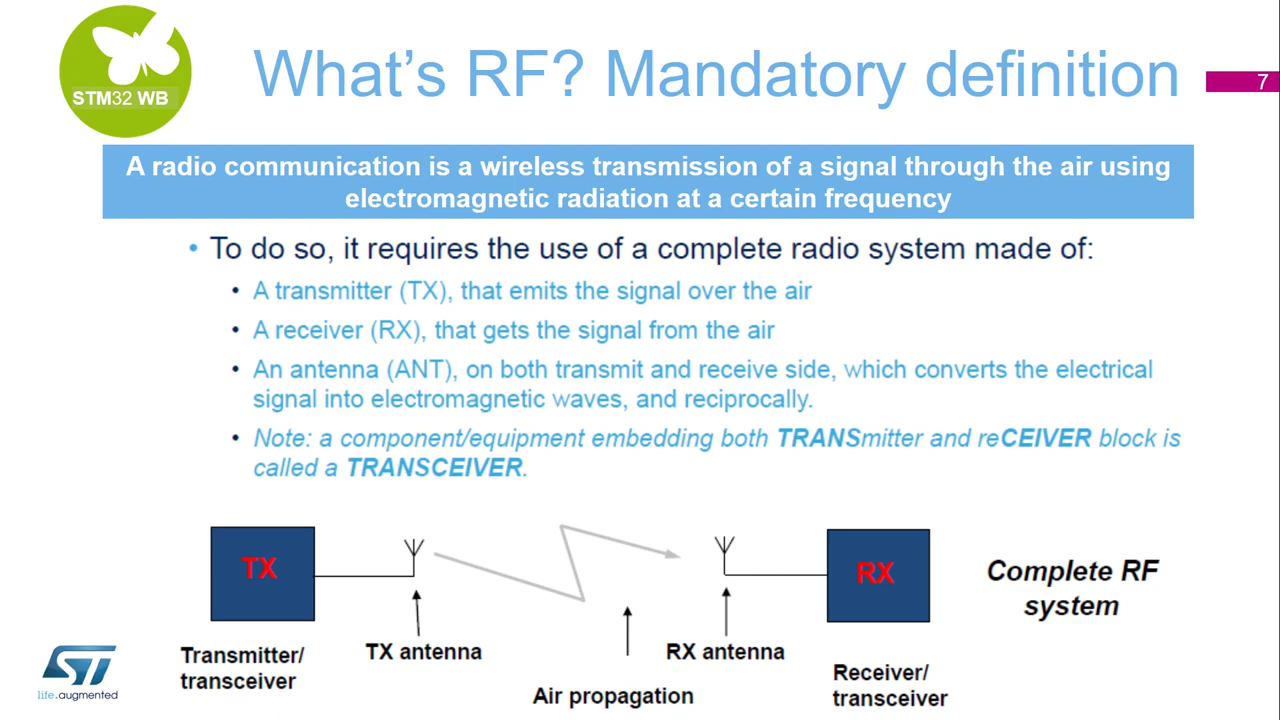 STM32 WB
What's RF? Mandatory definition
7
A radio communication is a wireless transmission of a signal through the air using
electromagnetic radiation at a certain frequency
• To do so, it requires the use of a complete radio system made of:
• A transmitter (TX), that emits the signal over the air
• A receiver (RX), that gets the signal from the air
• An antenna (ANT), on both transmit and receive side, which converts the electrical
signal into electromagnetic waves, and reciprocally.
• Note: a component/equipment embedding both TRANSmitter and reCEIVER block is
called a TRANSCEIVER.
TX
RX
Complete RF
system
Transmitter/
transceiver
TX antenna
Air propagation
RX antenna
Receiver/
transceiver
ST
life.augmented